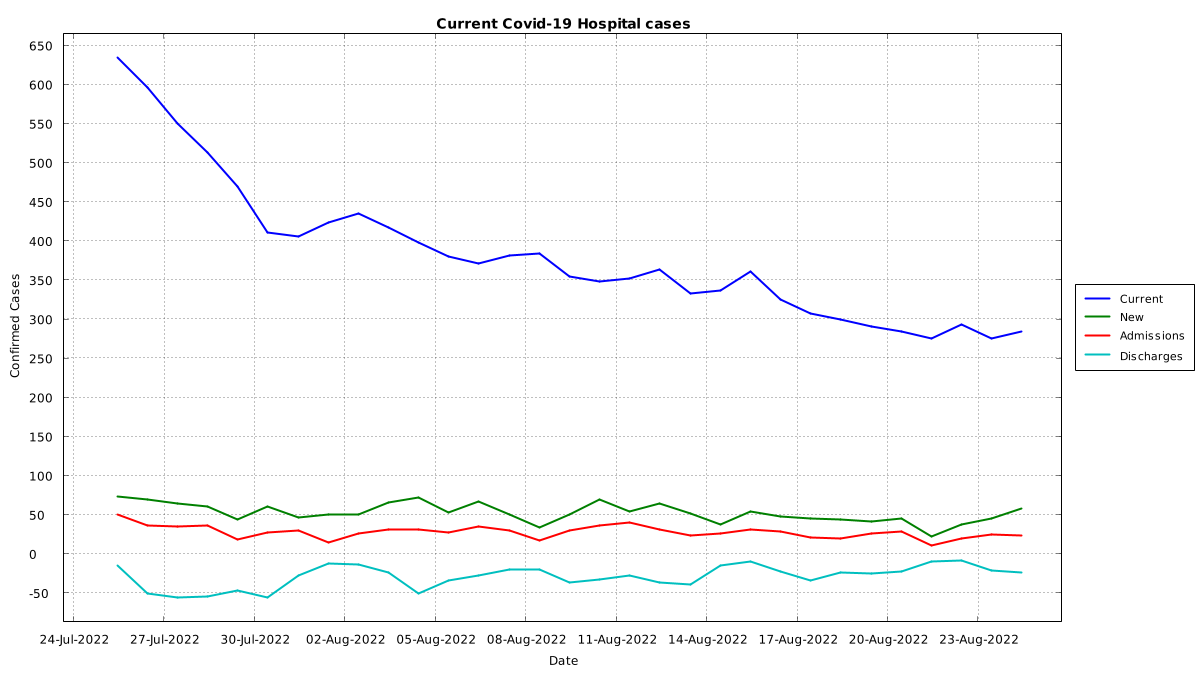 Current Covid-19 Hospital cases
650
600
550
500
450
400
350
300
250
200
150
100
50
0
-50
Confirmed Cases
24-Jul-2022 27-Jul-2022 30-Jul-2022 02-Aug-2022 05-Aug-2022 08-Aug-2022 11-Aug-2022 14-Aug-2022 17-Aug-2022 20-Aug-2022 23-Aug-2022
Date
Current
New
Admissions
Discharges